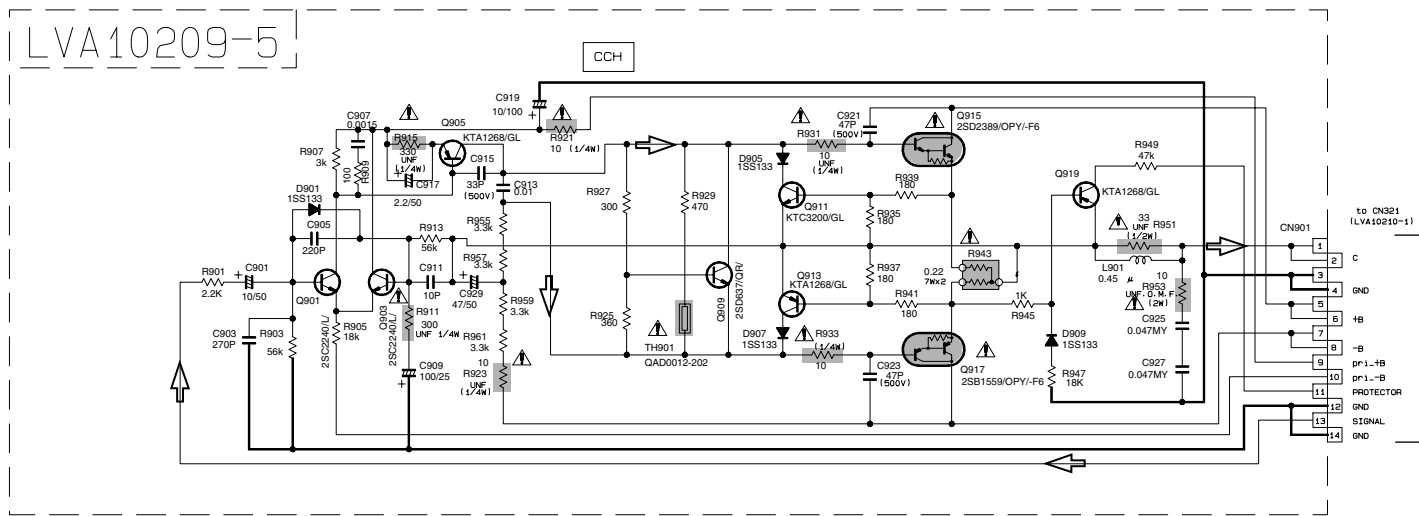 LVA10209-5
CCH
C919
10/100
C907
0.0015
R915
330
UNF
(1/4W)
Q905
KTA1268/GL
R921
10 (1/4W)
R931
10
UNF
(1/4W)
C921
47P
(500V)
Q915
2SD2389/OPY/-F6
R907
3k
100
R909
C917
2.2/50
C915
33P
(500V)
C913
0.01
D905
1SS133
R949
47k
Q919
KTA1268/GL
R939
180
D901
1SS133
C905
220P
R927
300
R929
470
Q911
KTC3200/GL
R935
180
R955
3.3k
R913
56k
R957
3.3k
33
UNF R951
(1/2W)
to CN321
(LVA10210-1)
CN901
R943
0.22
7Wx2
L901
0.45 μ
R901
2.2K
C901
10/50
Q901
C911
10P
C929
47/50
Q913
KTA1268/GL
R937
180
R941
180
1K
R945
10
R953
UNF.O.M.F.
(2W)
Q903
2SC2240/L/
2SC2240/L/
R911
300
UNF 1/4W
R959
3.3k
R925
360
Q909
2SD637/QR/
C903
270P
R903
56k
R905
18k
R961
3.3k
10
R923
UNF
(1/4W)
C909
100/25
TH901
QAD0012-202
D907
1SS133
R933
(1/4W)
10
C923
47P
(500V)
Q917
2SB1559/OPY/-F6
D909
1SS133
R947
18K
C925
0.047MY
C927
0.047MY
1
2 C
3
4 GND
5
6 +B
7
8 -B
9 pri.+B
10 pri.-B
11 PROTECTOR
12 GND
13 SIGNAL
14 GND